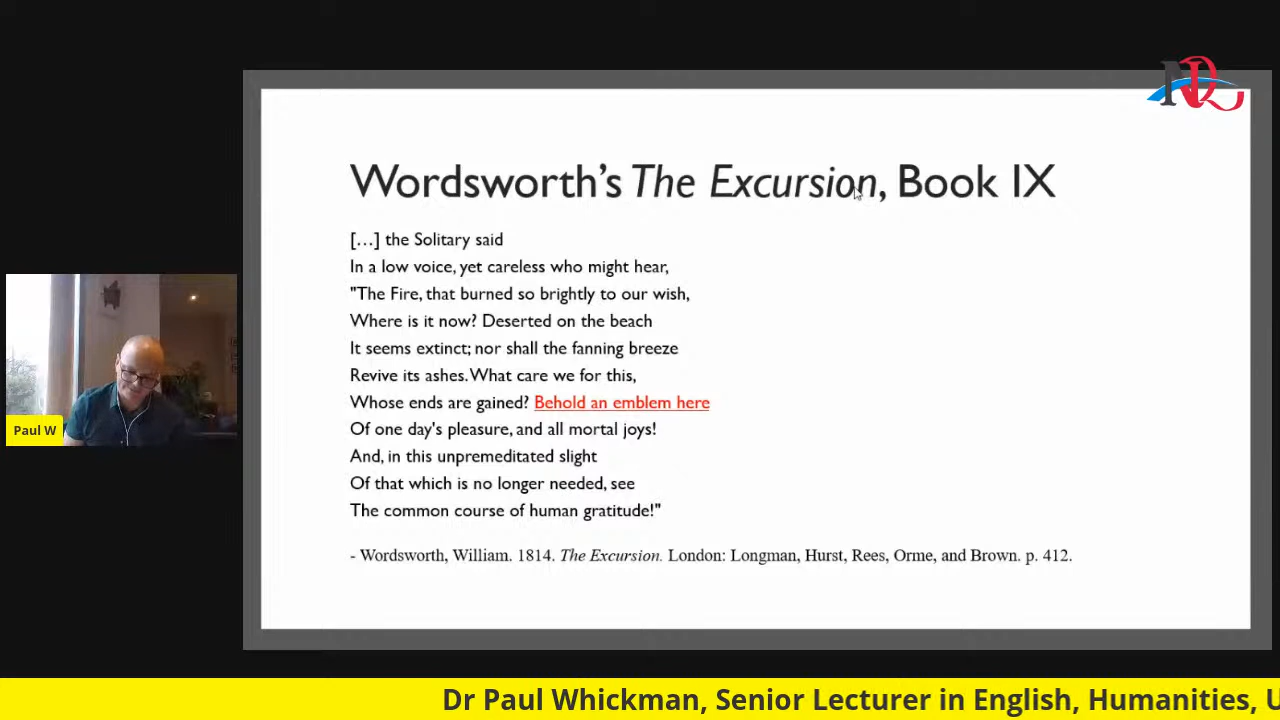 Wordsworth's The Excursion, Book IX
[…] the Solitary said
In a low voice, yet careless who might hear,
"The Fire, that burned so brightly to our wish,
Where is it now? Deserted on the beach
It seems extinct; nor shall the fanning breeze
Revive its ashes. What care we for this,
Whose ends are gained? Behold an emblem here
Of one day's pleasure, and all mortal joys!
And, in this unpremeditated slight
Of that which is no longer needed, see
The common course of human gratitude!"
- Wordsworth, William. 1814. The Excursion. London: Longman, Hurst, Rees, Orme, and Brown. p. 412.
Paul W
Dr Paul Whickman, Senior Lecturer in English, Humanities, U